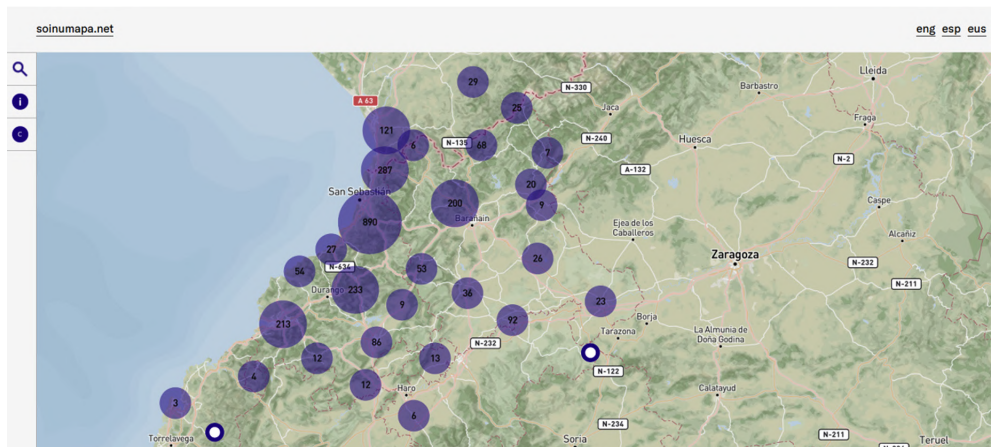 soinumapa.net
eng esp eus
i
c
29
N-330
25
A 63
Jaca
Barbastro
Lleida
Fraga
121
6
N-135
68
7
N-240
Huesca
N-2
287
A-132
20
San Sebastián
200
9
Caspe
890
Barañain
Ejea de los
Caballeros
Alcañiz
27
N-634
54
53
26
Zaragoza
N-232
N-211
233
Durango
36
9
23
213
92
Borja
Tarazona
La Almunia de
Doña Godina
86
N-232
12
13
N-122
4
12
Haro
Calatayud
3
6
N-234
Torrelavega
Soria
N-211
Teruel